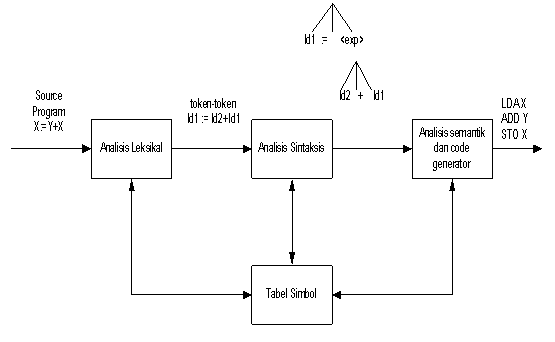 Id1 := <exp>
Id2 + Id1
Source
Program
X:=Y+X
token-token
Id1 := Id2+Id1
LDA X
ADD Y
STO X
Analisis Leksikal
Analisis Sintaksis
Analisis semantik
dan code
generator
Tabel Simbol